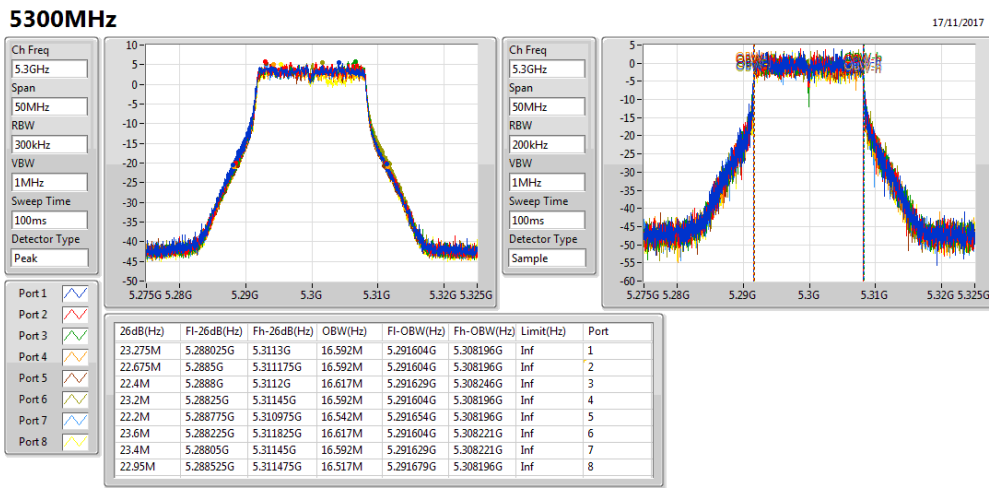 5300MHz
17/11/2017
Ch Freq
5.3GHz
Span
50MHz
RBW
300kHz
VBW
1MHz
Sweep Time
100ms
Detector Type
Peak
10
5
0
-5
-10
-15
-20
-25
-30
-35
-40
-45
-50
5.275G 5.28G 5.29G 5.3G 5.31G 5.32G 5.325G
Ch Freq
5.3GHz
Span
50MHz
RBW
200kHz
VBW
1MHz
Sweep Time
100ms
Detector Type
Sample
5
0
-5
-10
-15
-20
-25
-30
-35
-40
-45
-50
-55
-60
5.275G 5.28G 5.29G 5.3G 5.31G 5.32G 5.325G
Port 1
Port 2
Port 3
Port 4
Port 5
Port 6
Port 7
Port 8
26dB(Hz) Fl-26dB(Hz) Fh-26dB(Hz) OBW(Hz) Fl-OBW(Hz) Fh-OBW(Hz) Limit(Hz) Port
23.275M 5.288025G 5.3113G 16.592M 5.291604G 5.308196G Inf 1
22.675M 5.2885G 5.311175G 16.592M 5.291604G 5.308196G Inf 2
22.4M 5.2888G 5.3112G 16.617M 5.291629G 5.308246G Inf 3
23.2M 5.28825G 5.31145G 16.592M 5.291604G 5.308196G Inf 4
22.2M 5.288775G 5.310975G 16.542M 5.291654G 5.308196G Inf 5
23.6M 5.288225G 5.311825G 16.617M 5.291604G 5.308221G Inf 6
23.4M 5.28805G 5.31145G 16.592M 5.291629G 5.308221G Inf 7
22.95M 5.288525G 5.311475G 16.517M 5.291679G 5.308196G Inf 8